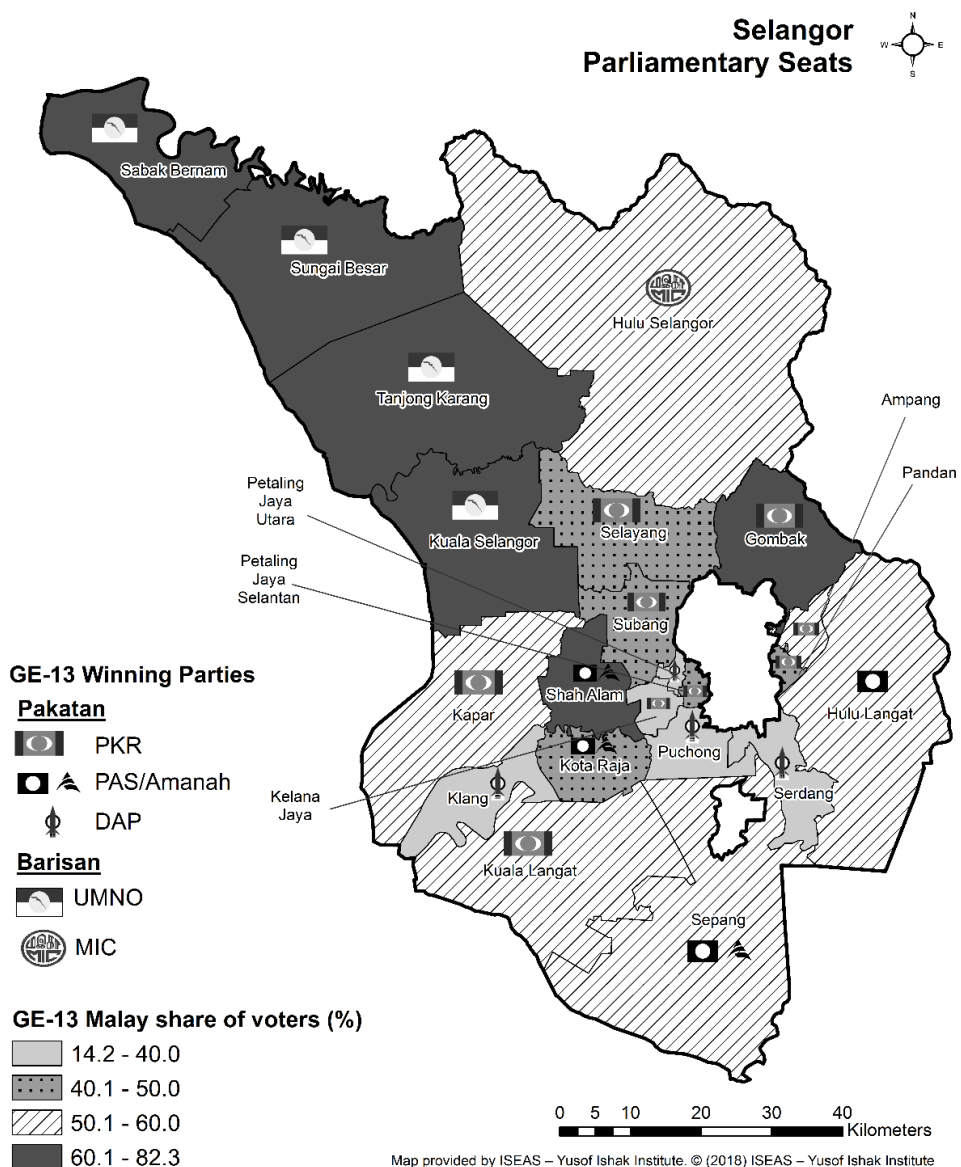 Selangor
Parliamentary Seats
N
W
E
S
Sabak Bernam
Sungai Besar
MIC
Hulu Selangor
Tanjong Karang
Ampang
Pandan
Petaling
Jaya
Utara
Kuala Selangor
Selayang
Gombak
Petaling
Jaya
Selantan
Subang
GE-13 Winning Parties
Pakatan
PKR
PAS/Amanah
DAP
Barisan
UMNO
MIC
MIC
Kapar
Shah Alam
Hulu Langat
Puchong
Kota Raja
Klang
Serdang
Kelana
Jaya
Kuala Langat
Sepang
GE-13 Malay share of voters (%)
14.2 - 40.0
40.1 - 50.0
50.1 - 60.0
60.1 - 82.3
0 5 10 20 30 40
Kilometers
Map provided by ISEAS – Yusof Ishak Institute. © (2018) ISEAS – Yusof Ishak Institute